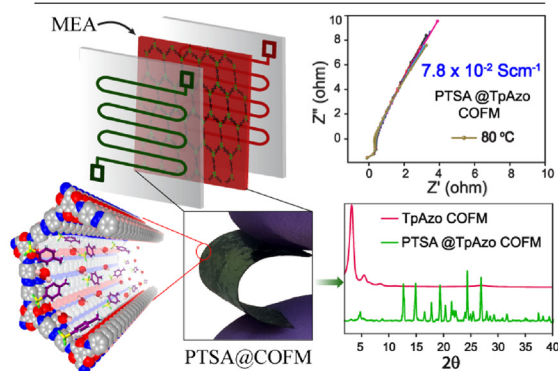 MEA
PTSA@COFM
Z" (ohm)
10
8
6
4
2
0
7.8 x 10-2 Scm-1
PTSA @TpAzo
COFM
80 ºC
0 2 4 6 8 10
Z' (ohm)
TpAzo COFM
PTSA @TpAzo COFM
5 10 15 20 25 30 35 40
2θ